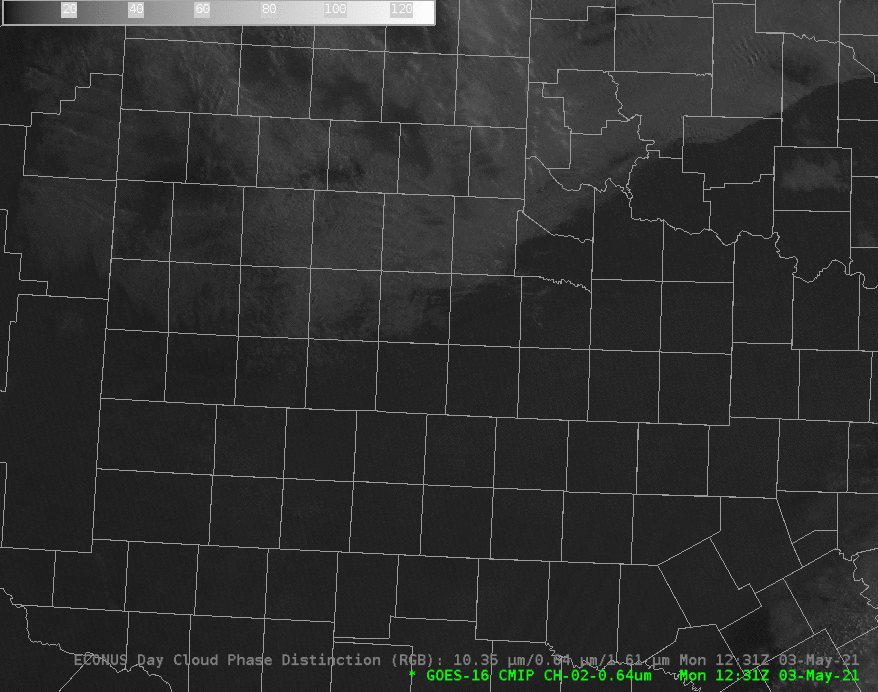 20 40 60 80 100 120
ECONUS Day Cloud Phase Distinction (RGB): 10.35 µm/0.64 µm/1.61 µm Mon 12:31Z 03-May-21
* GOES-16 CMIP CH-02-0.64um Mon 12:31Z 03-May-21